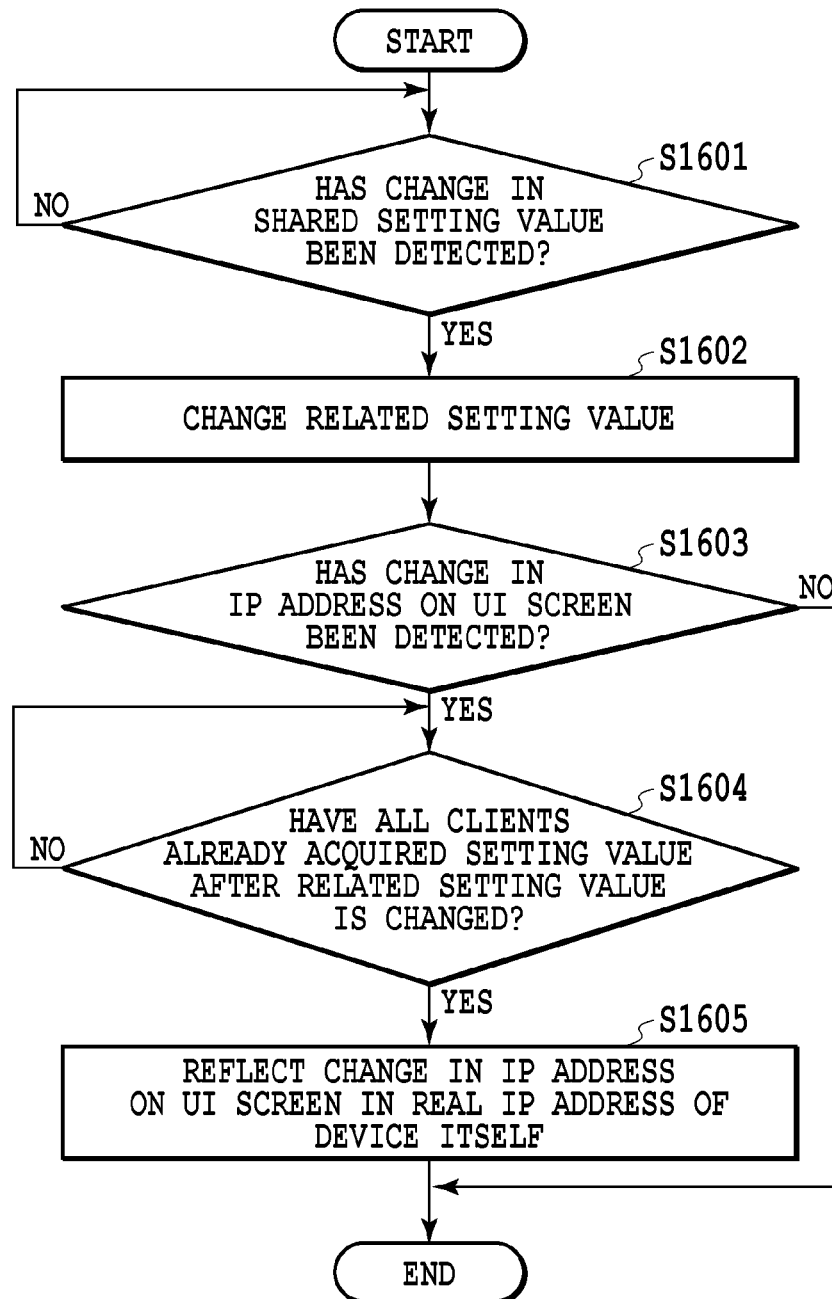 START
S1601
HAS CHANGE IN
SHARED SETTING VALUE
BEEN DETECTED?
NO
YES
S1602
CHANGE RELATED SETTING VALUE
S1603
HAS CHANGE IN
IP ADDRESS ON UI SCREEN
BEEN DETECTED?
NO
YES
S1604
HAVE ALL CLIENTS
ALREADY ACQUIRED SETTING VALUE
AFTER RELATED SETTING VALUE
IS CHANGED?
NO
YES
S1605
REFLECT CHANGE IN IP ADDRESS
ON UI SCREEN IN REAL IP ADDRESS OF
DEVICE ITSELF
END